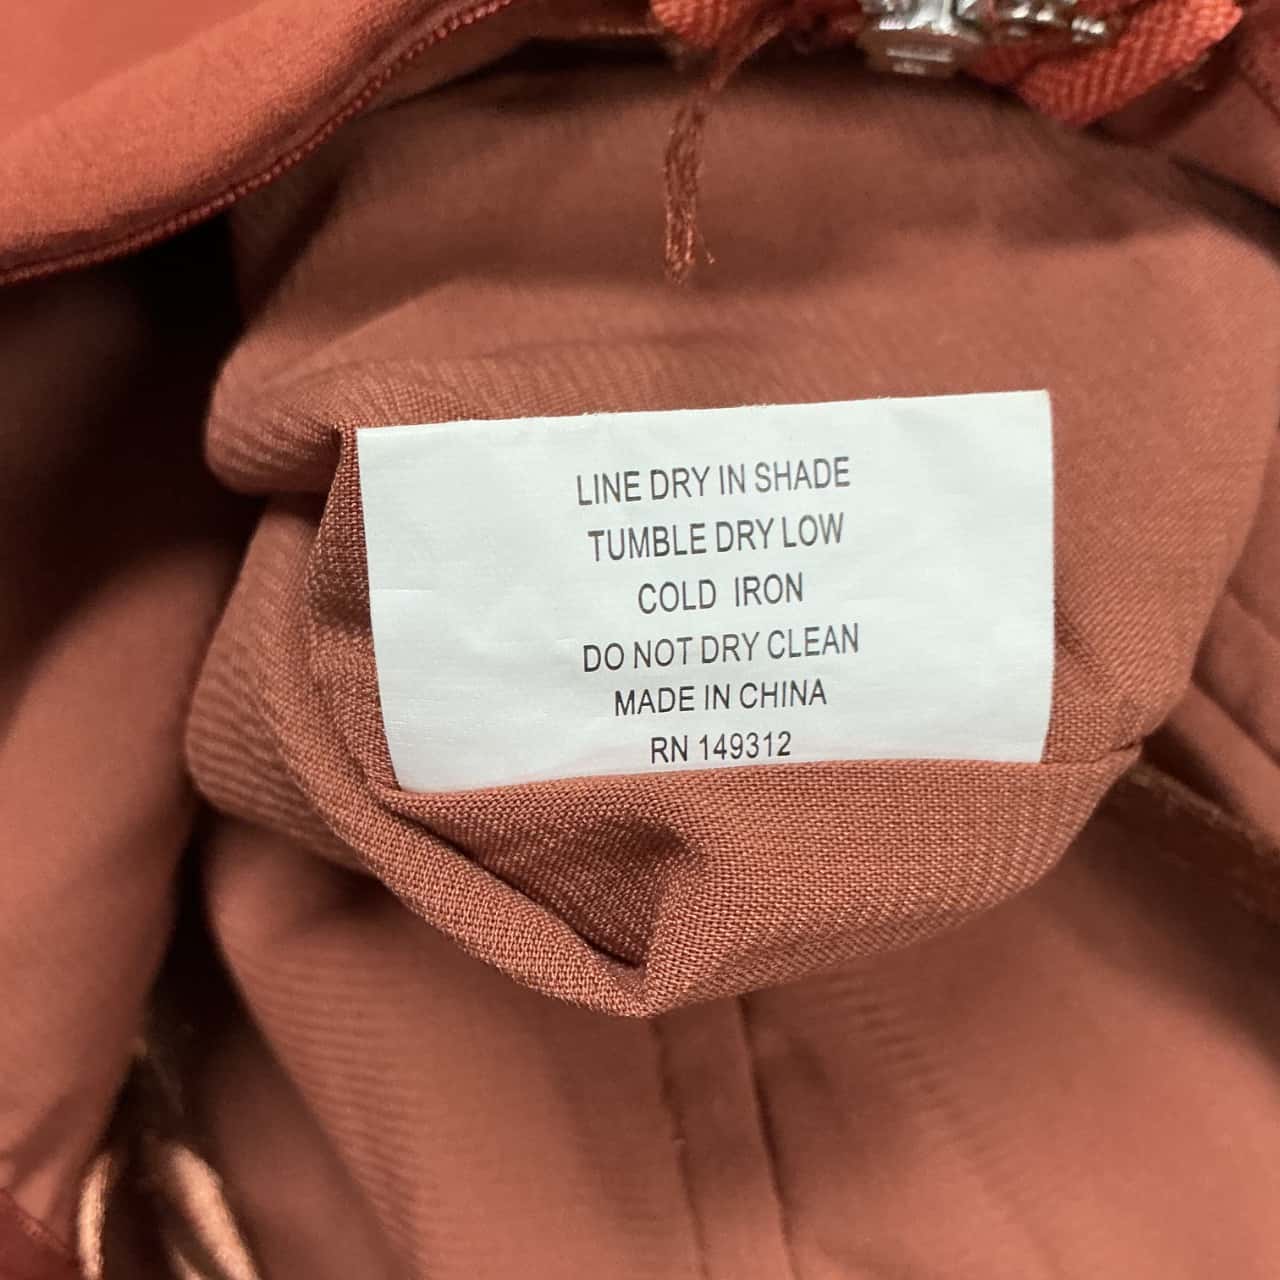 LINE DRY IN SHADE
TUMBLE DRY LOW
COLD IRON
DO NOT DRY CLEAN
MADE IN CHINA
RN 149312